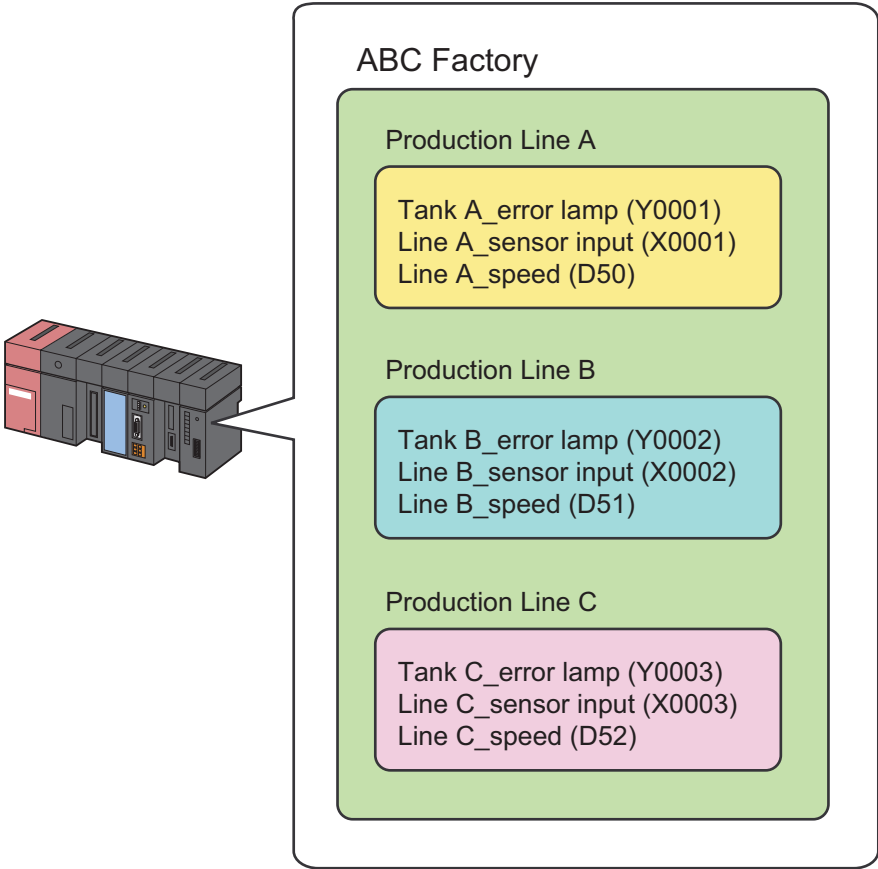 ABC Factory
Production Line A
Tank A_error lamp (Y0001)
Line A_sensor input (X0001)
Line A_speed (D50)
Production Line B
Tank B_error lamp (Y0002)
Line B_sensor input (X0002)
Line B_speed (D51)
Production Line C
Tank C_error lamp (Y0003)
Line C_sensor input (X0003)
Line C_speed (D52)